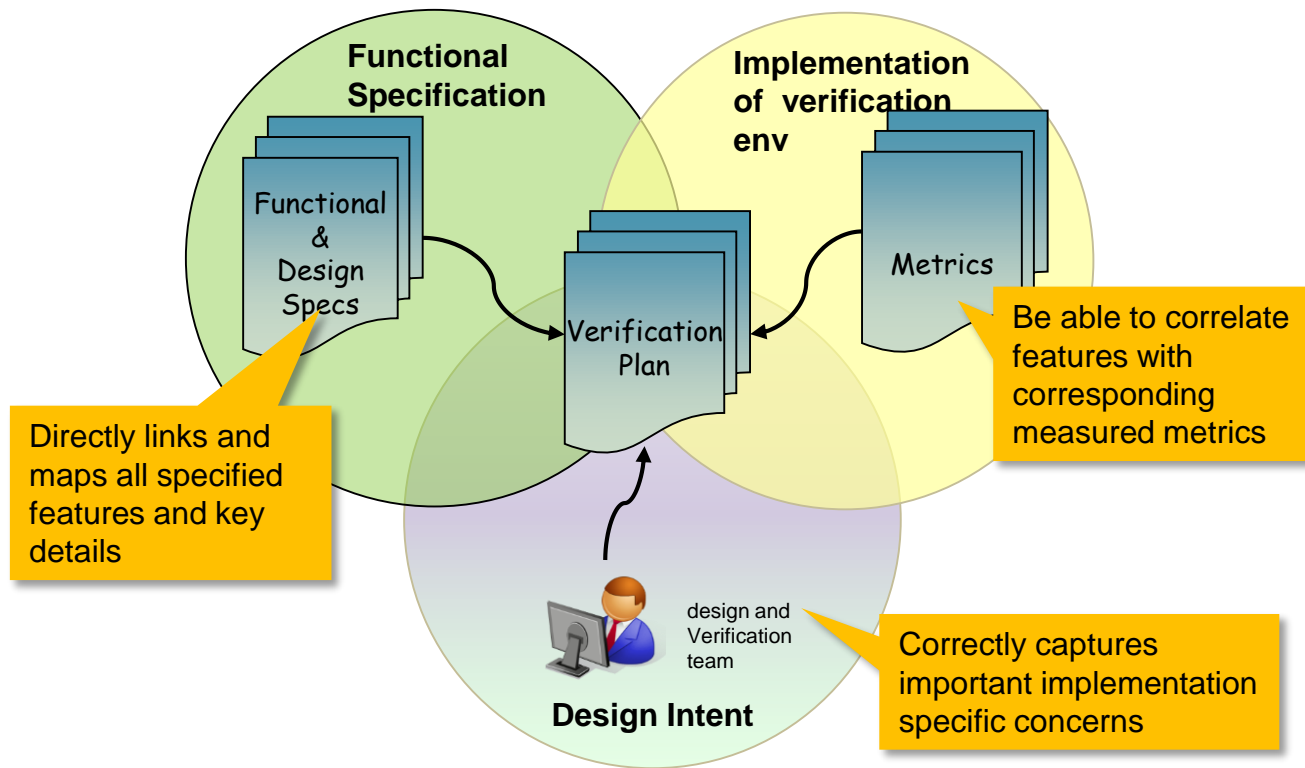 Functional
Specification
Implementation
of verification
env
Functional
&
Design
Specs
Metrics
Verification
Plan
Be able to correlate
features with
corresponding
measured metrics
Directly links and
maps all specified
features and key
details
design and
Verification
team
Correctly captures
important implementation
specific concerns
Design Intent